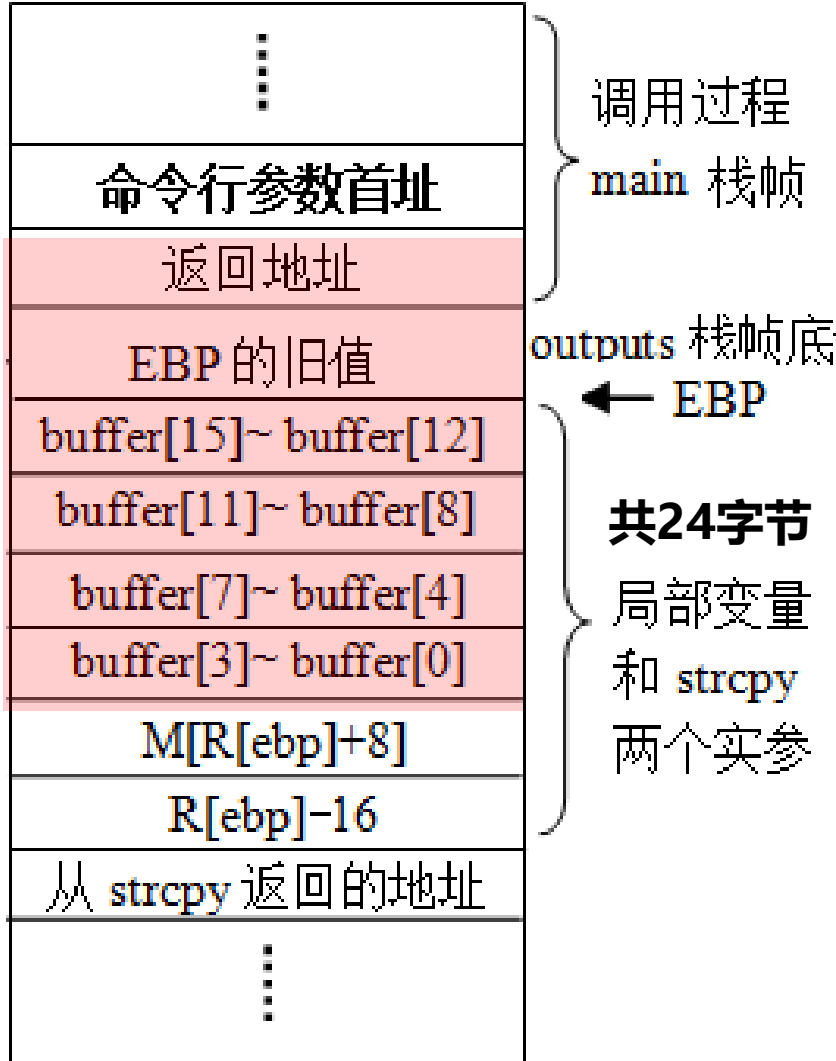 命令行参数首址
返回地址
EBP 的旧值
buffer[15]~ buffer[12]
buffer[11]~ buffer[8]
buffer[7]~ buffer[4]
buffer[3]~ buffer[0]
M[R[ebp]+8]
R[ebp]−16
从 strcpy 返回的地址
调用过程
main 栈帧
outputs 栈帧底
EBP
共24字节
局部变量
和 strcpy
两个实参